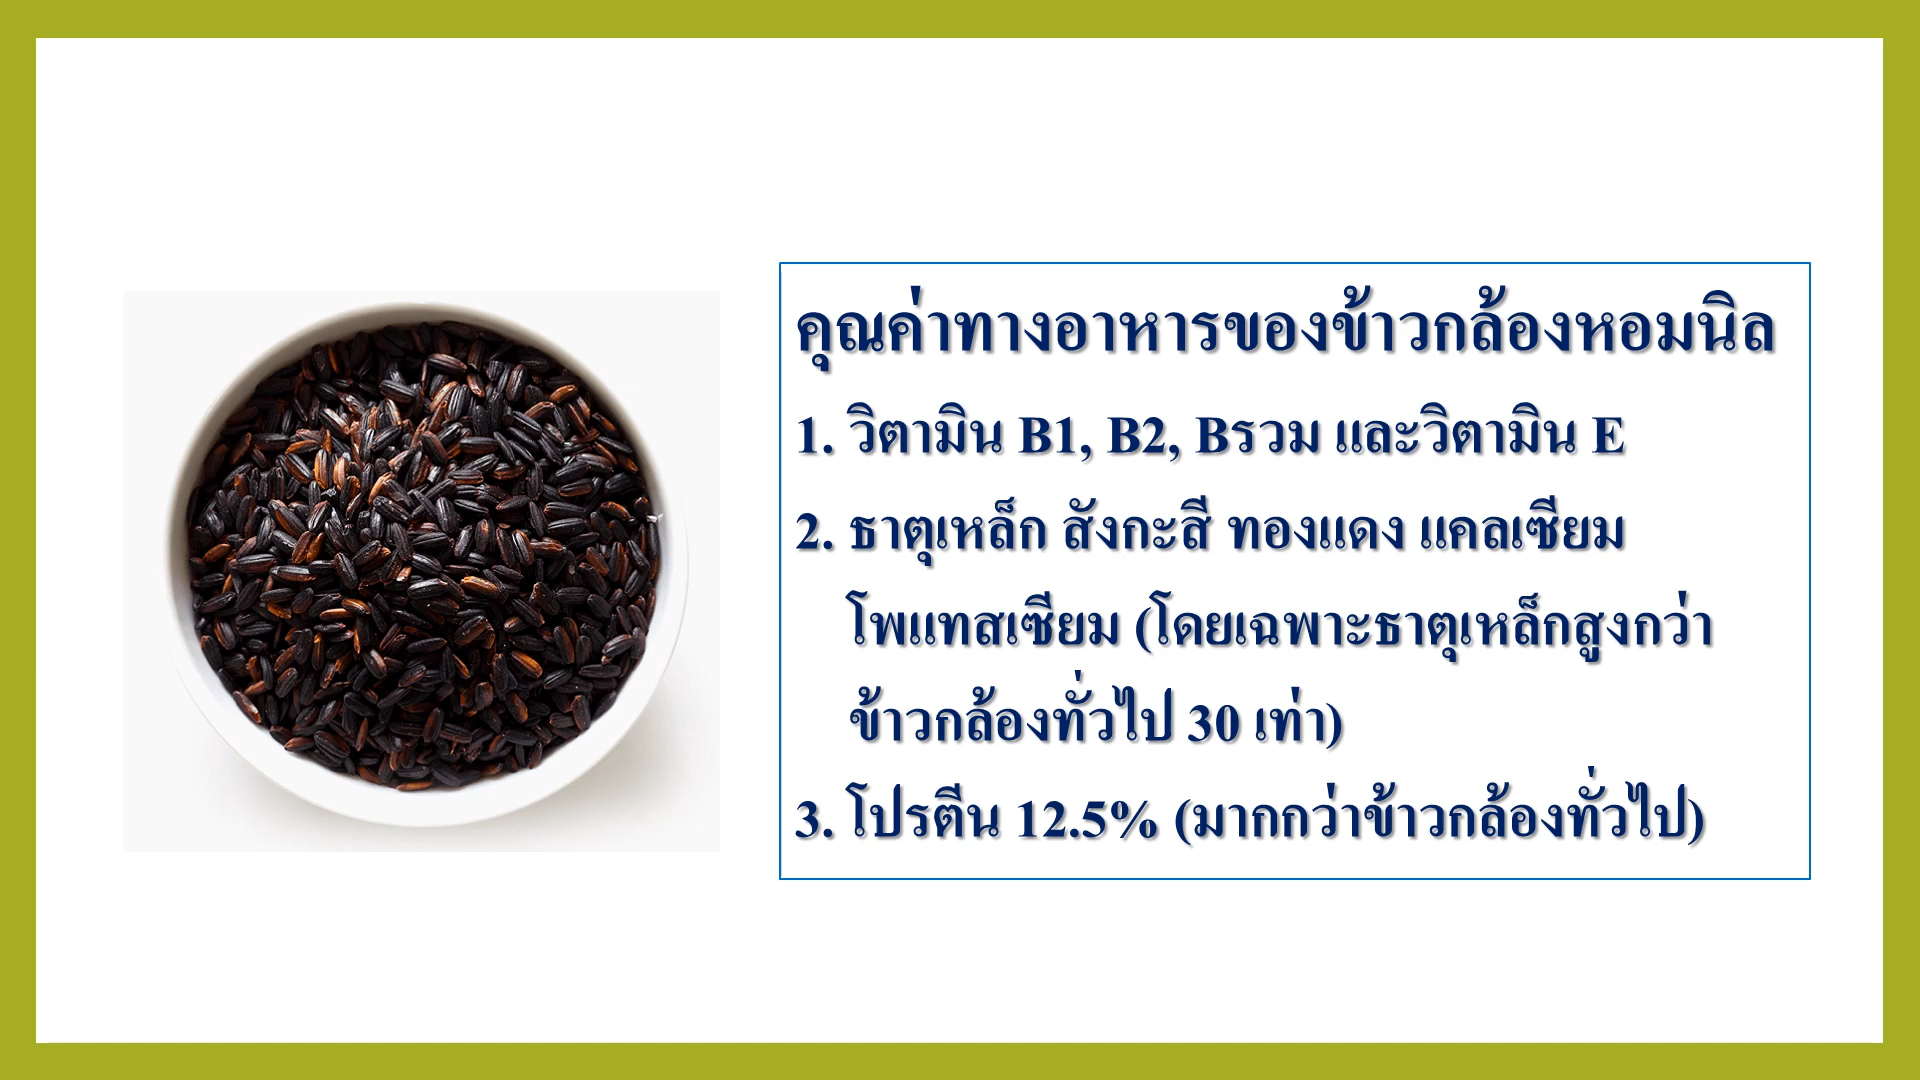 คุณค่าทางอาหารของข้าวกล้องหอมนิล
1. วิตามิน B1, B2, Bรวม และวิตามิน E
2. ธาตุเหล็ก สังกะสี ทองแดง แคลเซียม
โพแทสเซียม (โดยเฉพาะธาตุเหล็กสูงกว่า
ข้าวกล้องทั่วไป 30 เท่า)
3. โปรตีน 12.5% (มากกว่าข้าวกล้องทั่วไป)